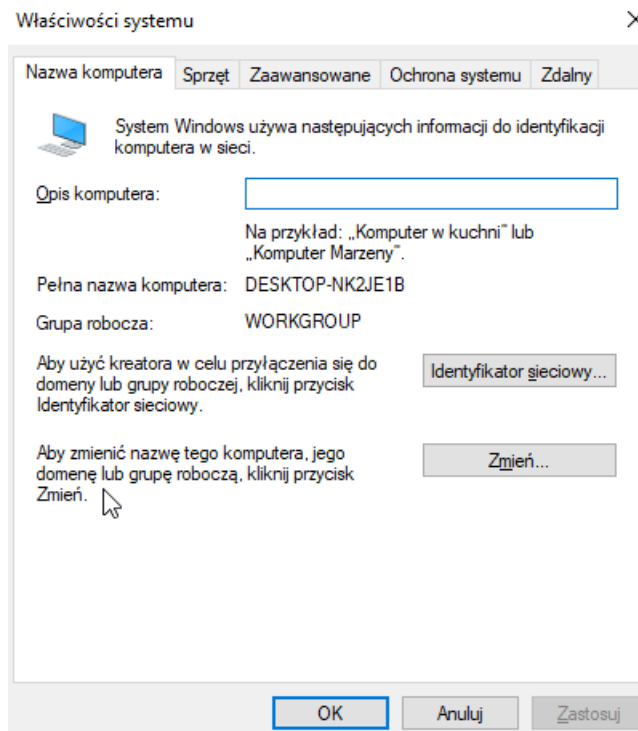 Właściwości systemu
Nazwa komputera Sprzęt Zaawansowane Ochrona systemu Zdalny
System Windows używa następujących informacji do identyfikacji
komputera w sieci.
Opis komputera:
Na przykład: „Komputer w kuchni" lub
„Komputer Marzeny".
Pełna nazwa komputera: DESKTOP-NK2JE1B
Grupa robocza: WORKGROUP
Aby użyć kreatora w celu przyłączenia się do
domeny lub grupy roboczej, kliknij przycisk
Identyfikator sieciowy.
Identyfikator sieciowy...
Aby zmienić nazwę tego komputera, jego
domenę lub grupę roboczą, kliknij przycisk
Zmień.
Zmień...
OK Anuluj Zastosuj